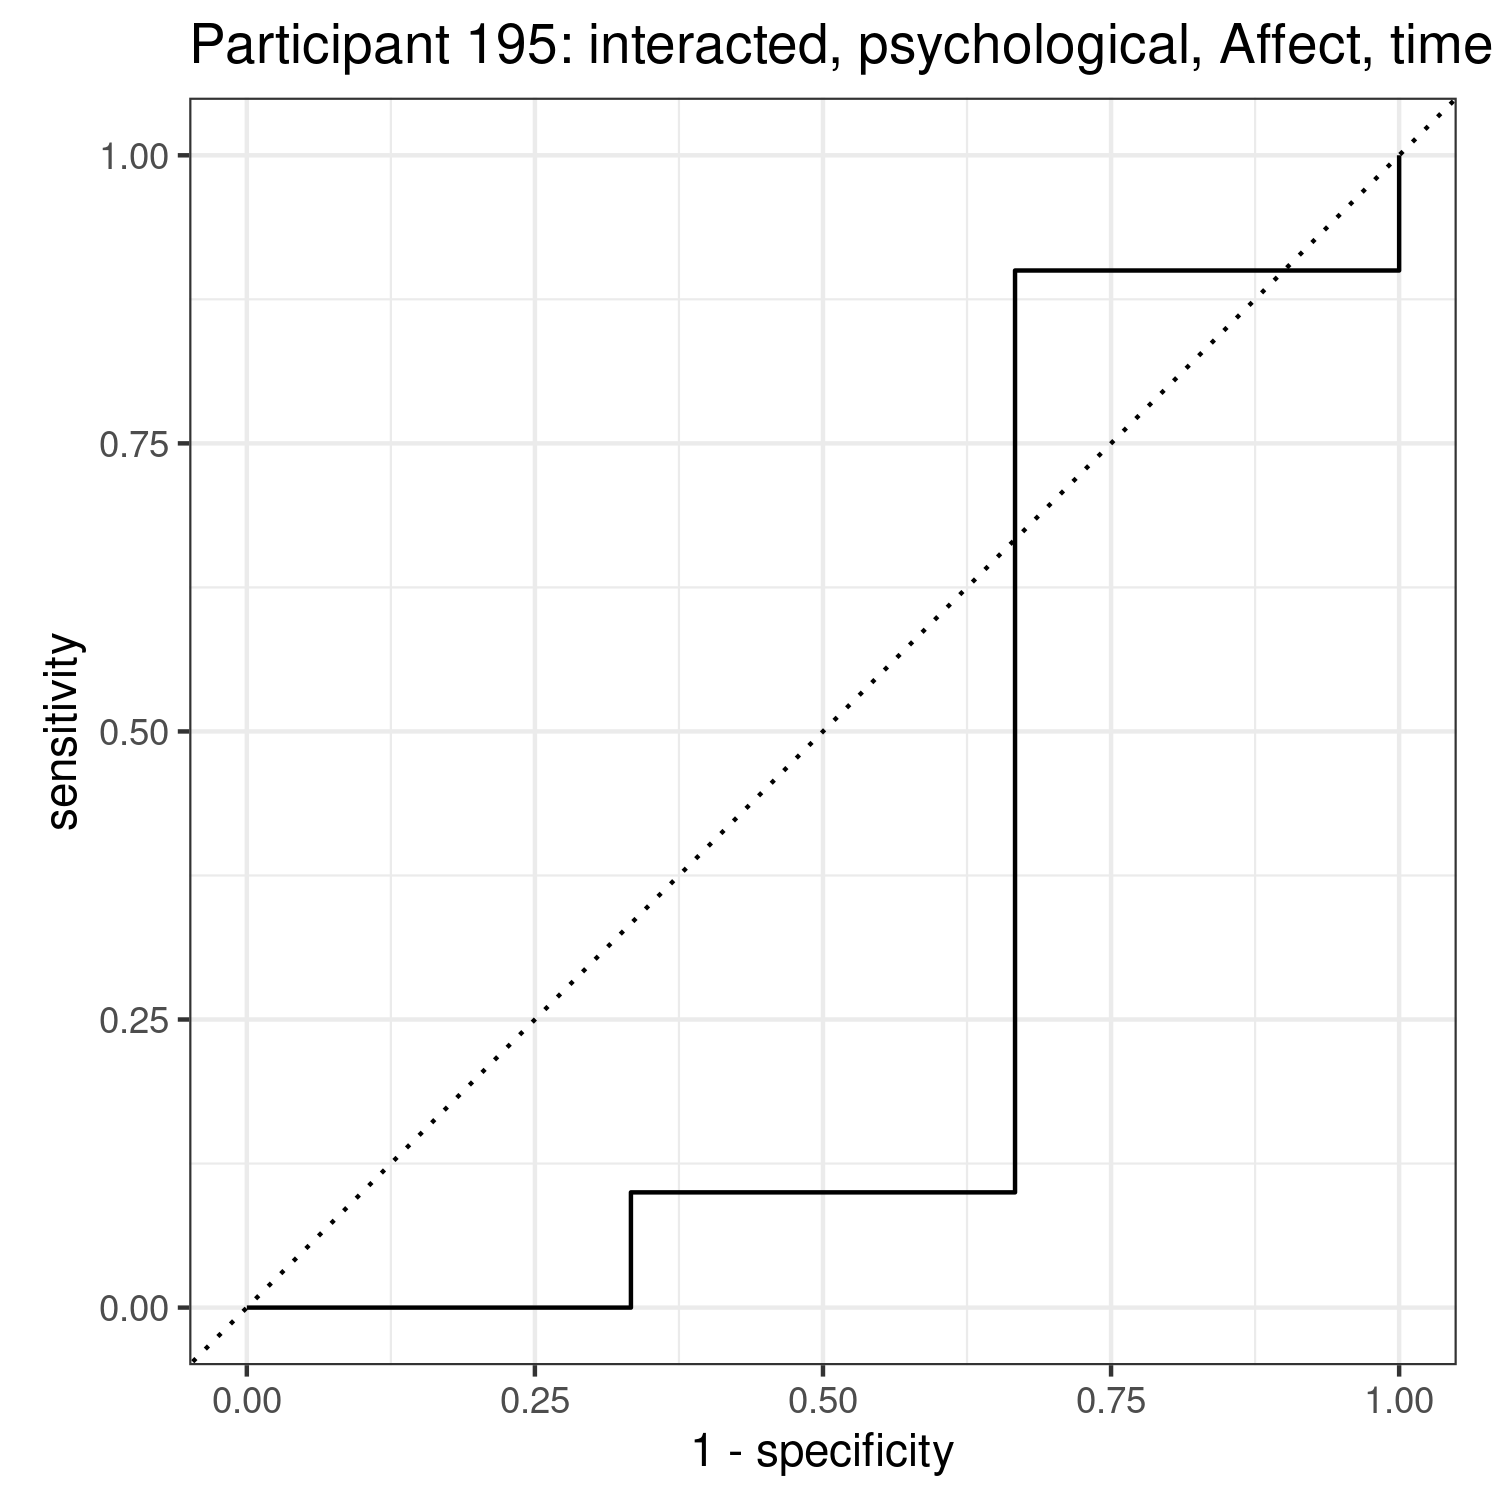 Participant 195: interacted, psychological, Affect, time
1.00
0.75
0.50
0.25
0.00
sensitivity
0.00 0.25 0.50 0.75 1.00
1 - specificity